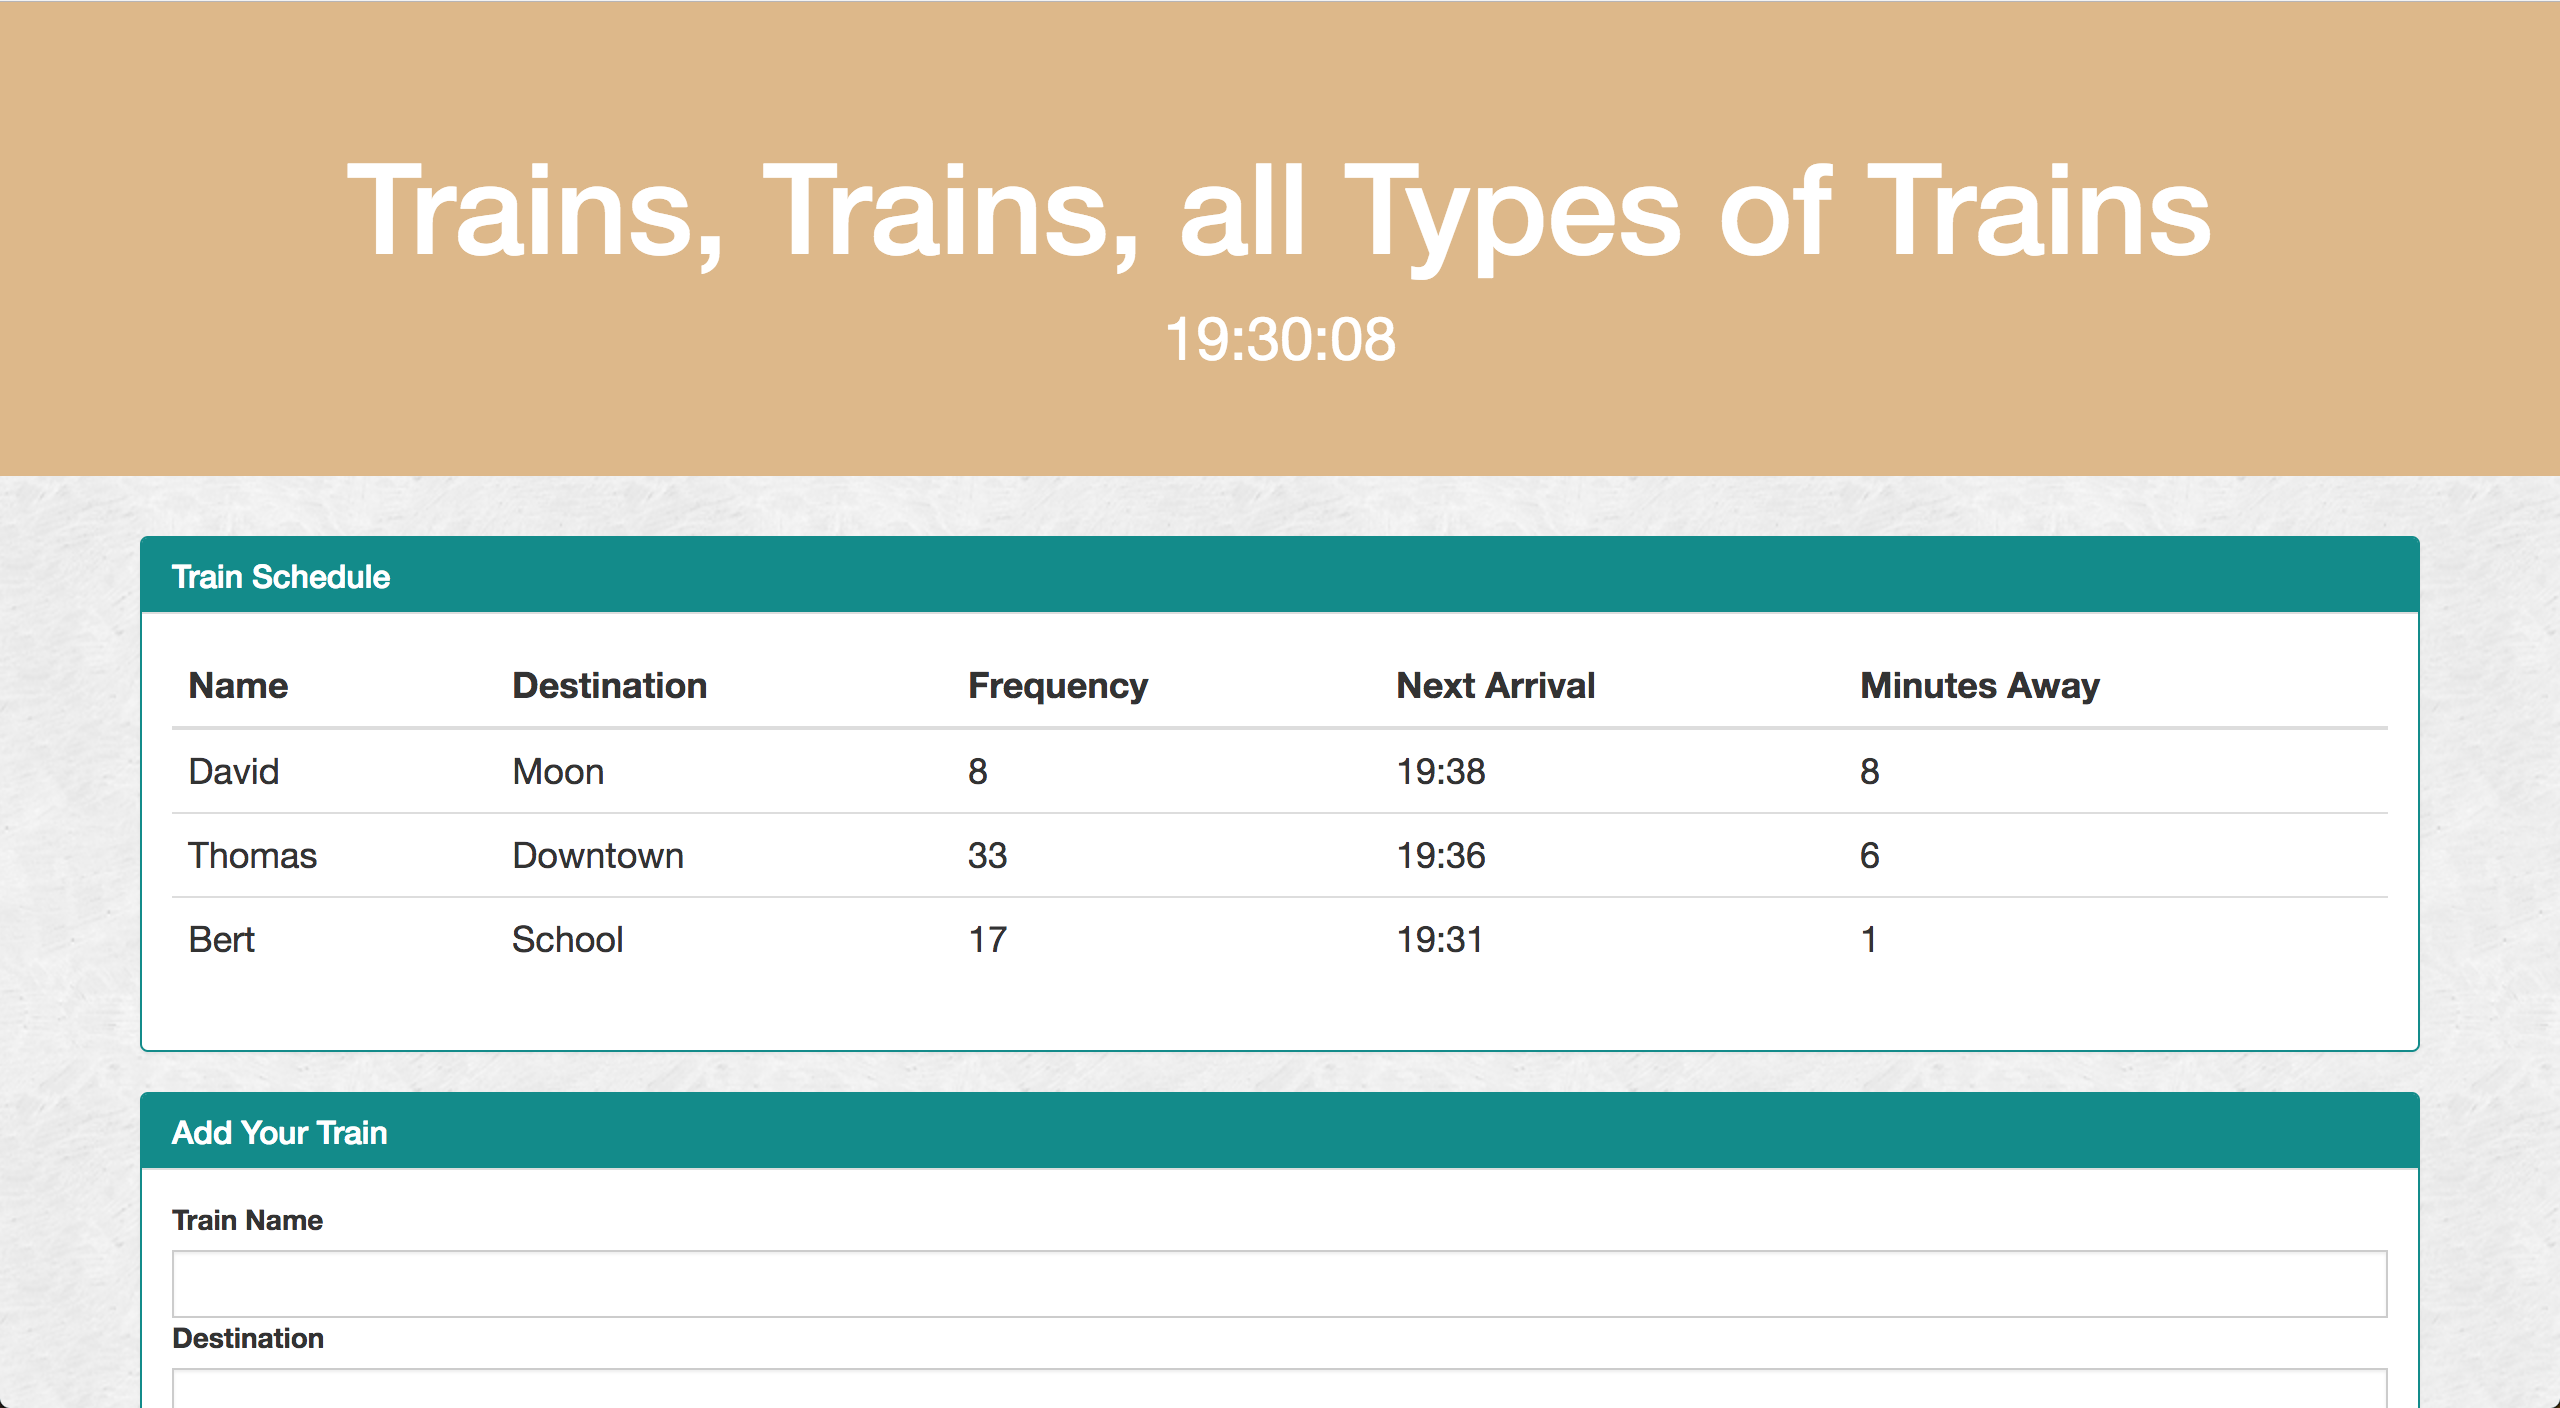 Trains, Trains, all Types of Trains
19:30:08
Train Schedule
Name Destination Frequency Next Arrival Minutes Away
David Moon 8 19:38 8
Thomas Downtown 33 19:36 6
Bert School 17 19:31 1
Add Your Train
Train Name
Destination